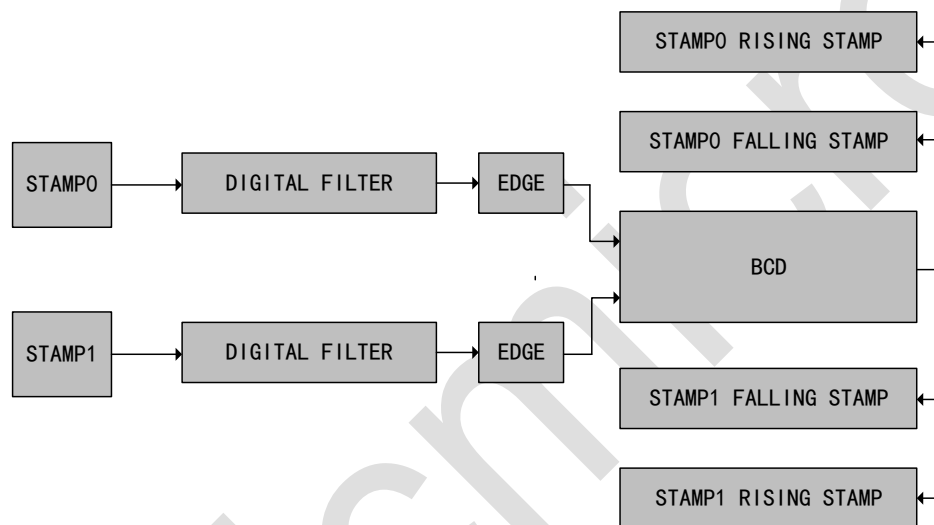 STAMP0 RISING STAMP
STAMP0 FALLING STAMP
STAMP0
DIGITAL FILTER
EDGE
BCD
STAMP1
DIGITAL FILTER
EDGE
STAMP1 FALLING STAMP
STAMP1 RISING STAMP